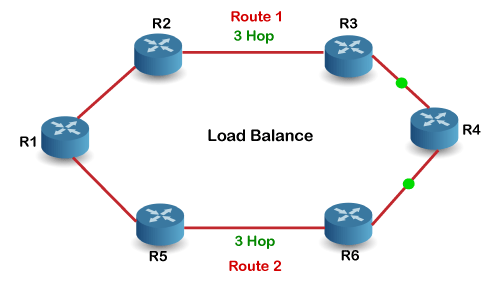 Route 1
R2
R3
3 Hop
R1
Load Balance
R4
3 Hop
R5
R6
Route 2